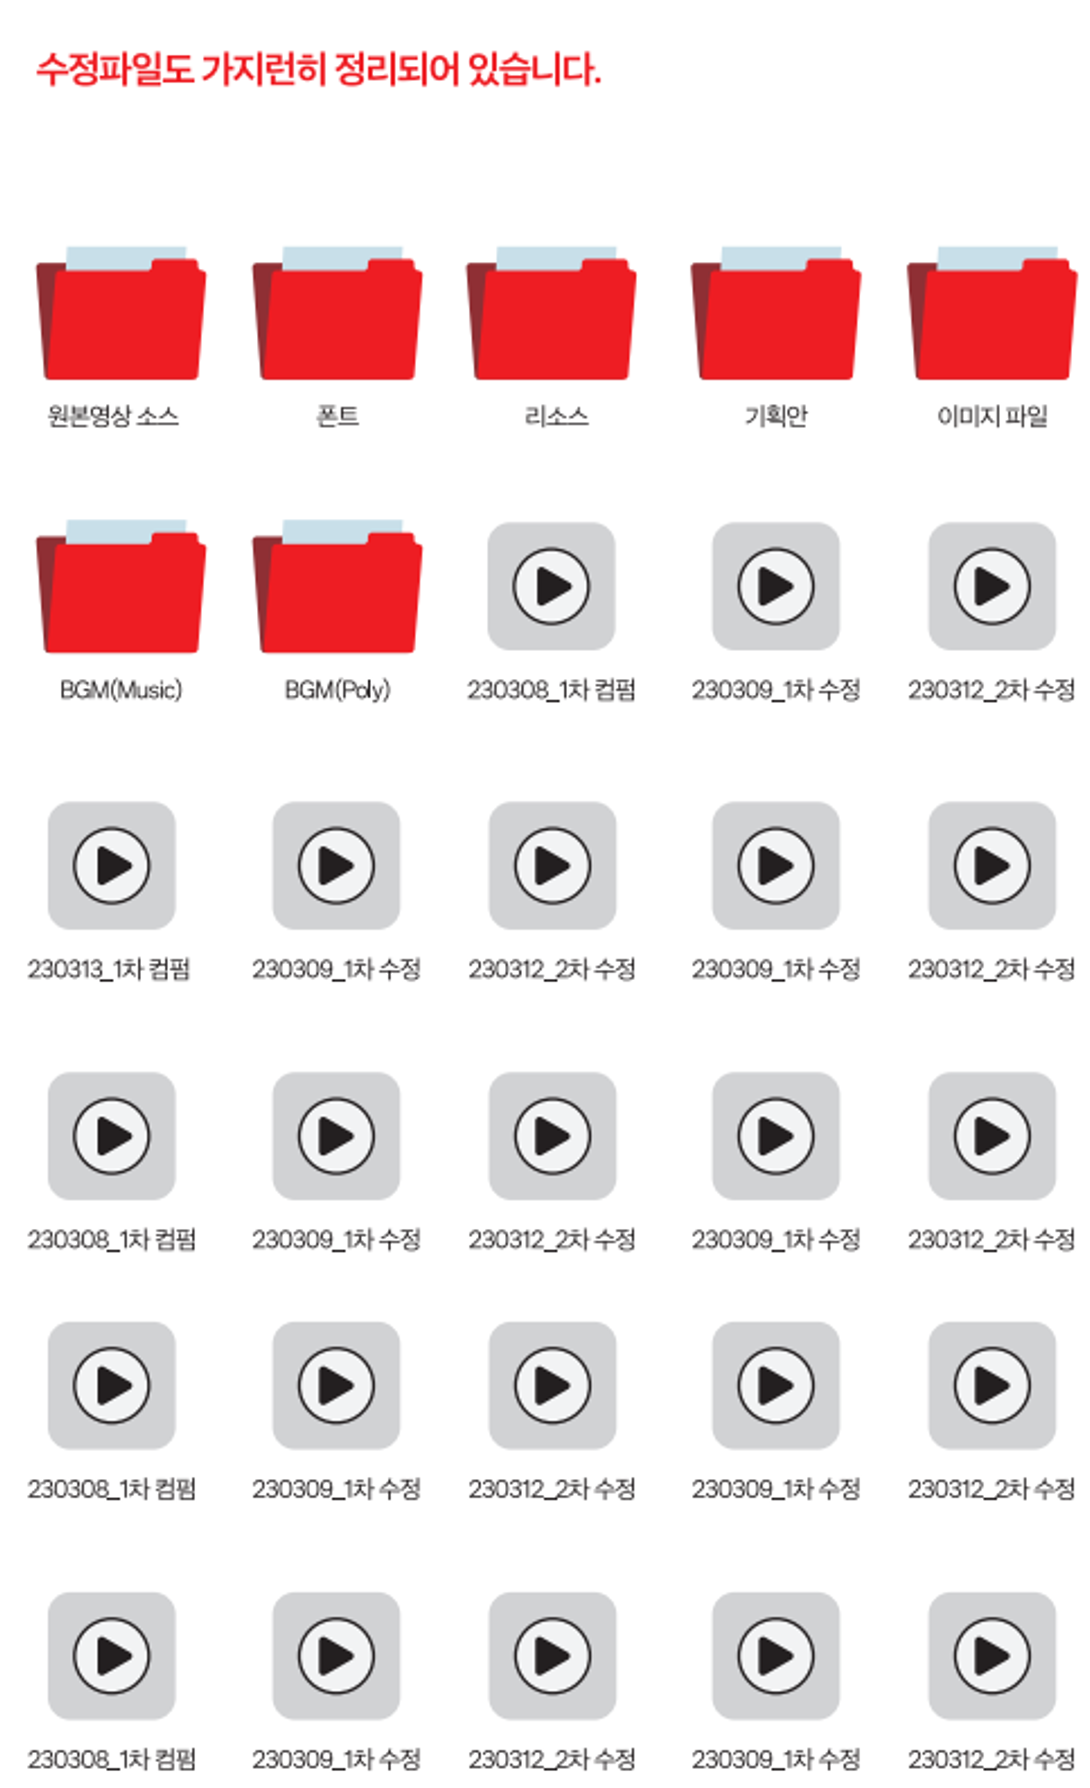 수정파일도 가지런히 정리되어 있습니다.
원본영상 소스 폰트 리소스 기획안 이미지 파일
BGM(Music) BGM(Poly) 230308_1차 컴펌 230309_1차 수정 230312_2차 수정
230313_1차 컴펌 230309_1차 수정 230312_2차 수정 230309_1차 수정 230312_2차 수정
230308_1차 컴펌 230309_1차 수정 230312_2차 수정 230309_1차 수정 230312_2차 수정
230308_1차 컴펌 230309_1차 수정 230312_2차 수정 230309_1차 수정 230312_2차 수정
230308_1차 컴펌 230309_1차 수정 230312_2차 수정 230309_1차 수정 230312_2차 수정